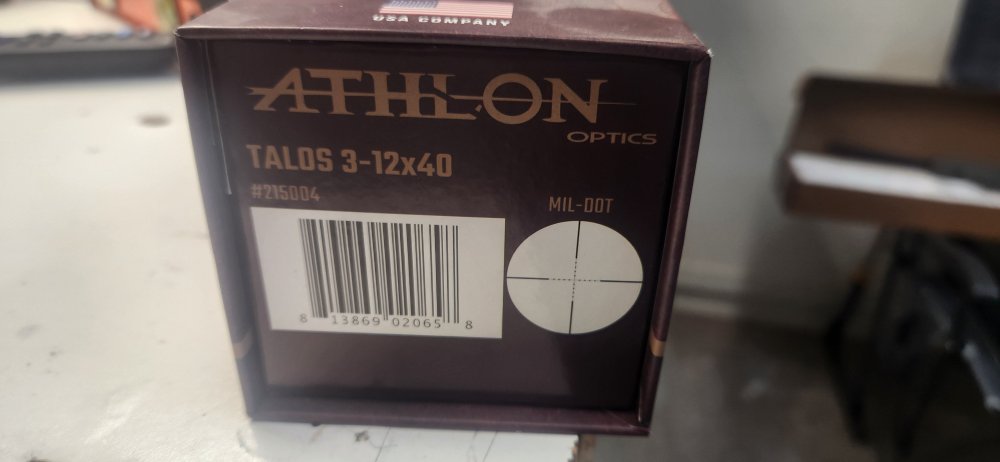 USA COMPANY
ATHLON
OPTICS
TALOS 3-12x40
#215004
MIL-DOT
8 13869 02065 8